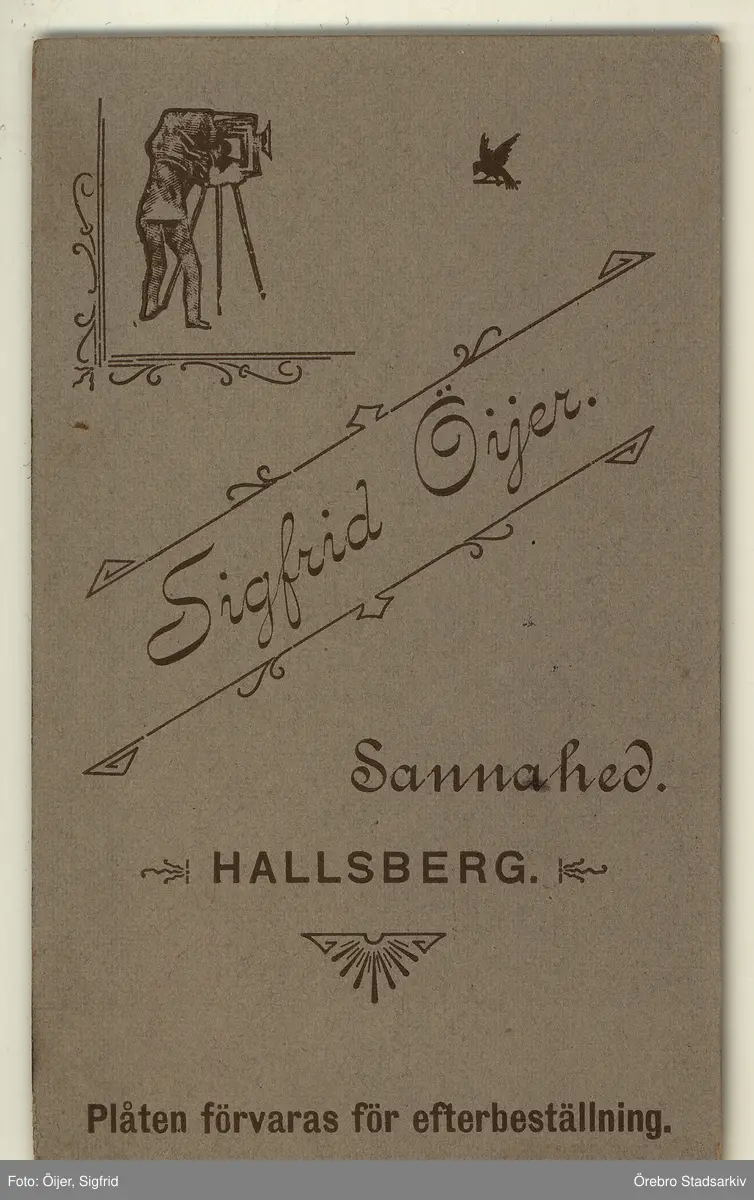 Sigfrid Öijer.
Sannahed.
HALLSBERG.
Plåten förvaras för efterbeställning.
Foto: Öijer, Sigfrid
Örebro Stadsarkiv